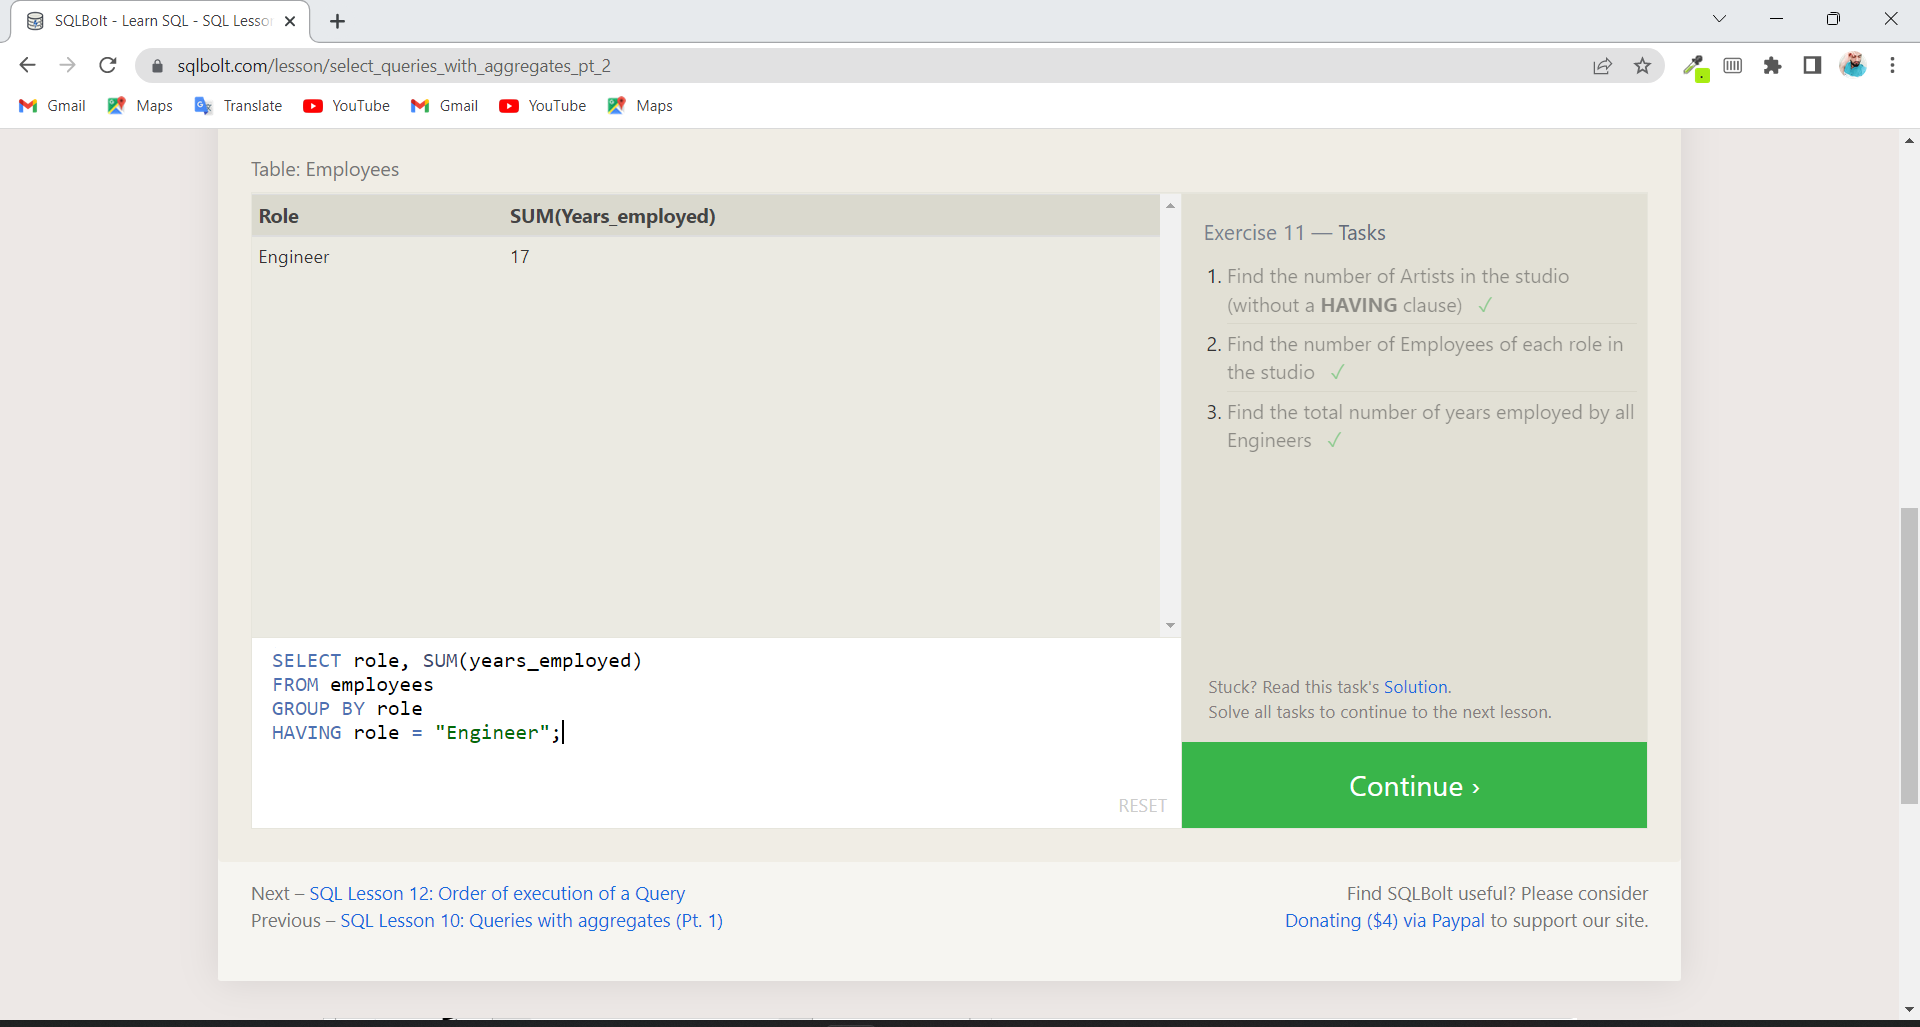 SQLBolt - Learn SQL - SQL Lesso
sqlbolt.com/lesson/select_queries_with_aggregates_pt_2
Gmail Maps Translate YouTube Gmail YouTube Maps
Table: Employees
Role SUM(Years_employed)
Engineer 17
Exercise 11 — Tasks
1. Find the number of Artists in the studio
(without a HAVING clause) ✓
2. Find the number of Employees of each role in
the studio ✓
3. Find the total number of years employed by all
Engineers ✓
SELECT role, SUM(years_employed)
FROM employees
GROUP BY role
HAVING role = "Engineer";
RESET
Stuck? Read this task's Solution.
Solve all tasks to continue to the next lesson.
Continue ›
Next – SQL Lesson 12: Order of execution of a Query
Previous – SQL Lesson 10: Queries with aggregates (Pt. 1)
Find SQLBolt useful? Please consider
Donating ($4) via Paypal to support our site.